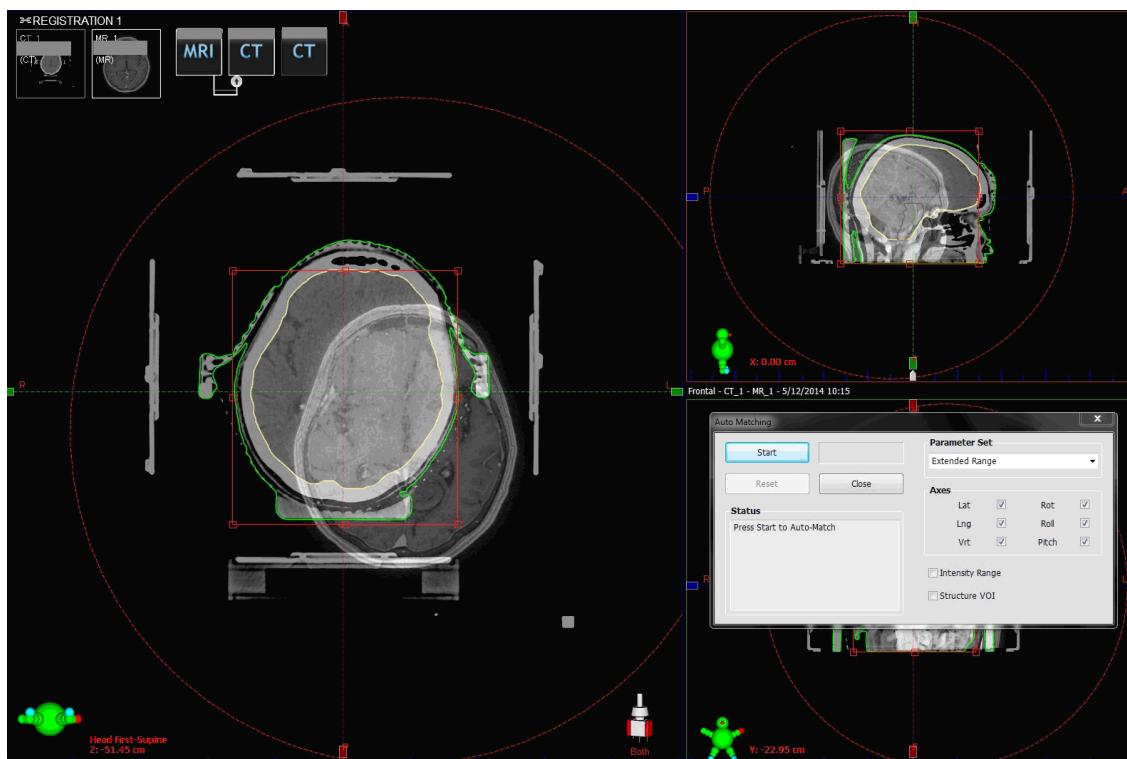 REGISTRATION 1
CT_1
(CT)
MR_1
(MR)
MRI
CT
CT
A
R
L
Head First-Supine
Z: -51.45 cm
Both
H
P
A
X: 0.00 cm
Frontal - CT_1 - MR_1 - 5/12/2014 10:15
Auto Matching
x
Start
Reset
Close
Status
Press Start to Auto-Match
Parameter Set
Extended Range
Axes
Lat
Rot
Lng
Roll
Vrt
Pitch
Intensity Range
Structure VOI
R
L
Y: -22.95 cm